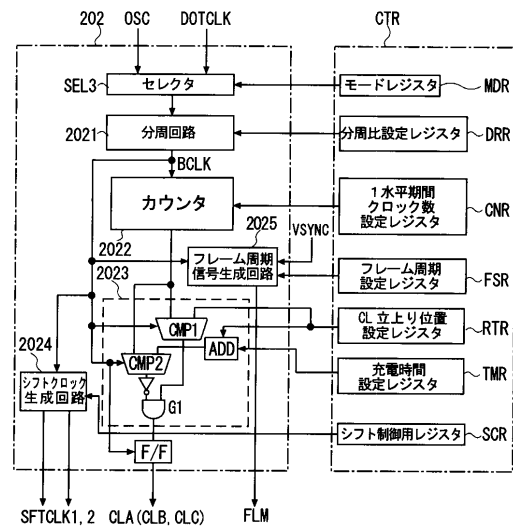 202
OSC
DOTCLK
CTR
SEL3
セレクタ
モードレジスタ
MDR
2021
分周回路
分周比設定レジスタ
DRR
BCLK
カウンタ
1水平期間
クロック数
設定レジスタ
CNR
2022
2025
VSYNC
フレーム周期
信号生成回路
フレーム周期
設定レジスタ
FSR
2023
CMP1
CL立上り位置
設定レジスタ
RTR
2024
CMP2
ADD
充電時間
設定レジスタ
TMR
シフトクロック
生成回路
G1
シフト制御用レジスタ
SCR
F/F
SFTCLK1, 2
CLA(CLB, CLC)
FLM